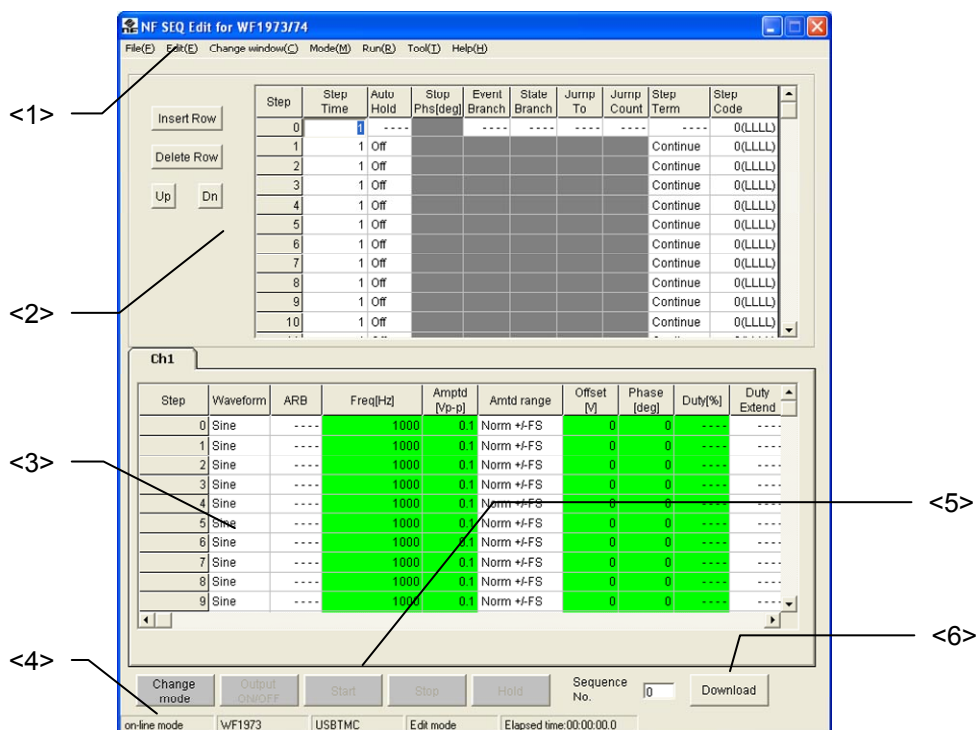 NF SEQ Edit for WF1973/74
File(F) Edit(E) Change window(C) Mode(M) Run(R) Tool(T) Help(H)
<1>
Insert Row
Delete Row
Up Dn
<2>
Step Step Time Auto Hold Stop Phs[deg] Event Branch State Branch Jump To Jump Count Step Term Step Code
0 1 ---- ---- ---- ---- ---- ---- 0(LLLL)
1 1 Off Continue 0(LLLL)
2 1 Off Continue 0(LLLL)
3 1 Off Continue 0(LLLL)
4 1 Off Continue 0(LLLL)
5 1 Off Continue 0(LLLL)
6 1 Off Continue 0(LLLL)
7 1 Off Continue 0(LLLL)
8 1 Off Continue 0(LLLL)
9 1 Off Continue 0(LLLL)
10 1 Off Continue 0(LLLL)
Ch1
<3>
Step Waveform ARB Freq[Hz] Amptd [Vp-p] Amtd range Offset [V] Phase [deg] Duty[%] Duty Extend
0 Sine ---- 1000 0.1 Norm +/-FS 0 0 ---- ----
1 Sine ---- 1000 0.1 Norm +/-FS 0 0 ---- ----
2 Sine ---- 1000 0.1 Norm +/-FS 0 0 ---- ----
3 Sine ---- 1000 0.1 Norm +/-FS 0 0 ---- ----
4 Sine ---- 1000 0.1 Norm +/-FS 0 0 ---- ----
5 Sine ---- 1000 0.1 Norm +/-FS 0 0 ---- ----
6 Sine ---- 1000 0.1 Norm +/-FS 0 0 ---- ----
7 Sine ---- 1000 0.1 Norm +/-FS 0 0 ---- ----
8 Sine ---- 1000 0.1 Norm +/-FS 0 0 ---- ----
9 Sine ---- 1000 0.1 Norm +/-FS 0 0 ---- ----
<5>
<6>
<4>
Change mode Output ON/OFF Start Stop Hold Sequence No. 0 Download
on-line mode WF1973 USBTMC Edit mode Elapsed time:00:00:00.0